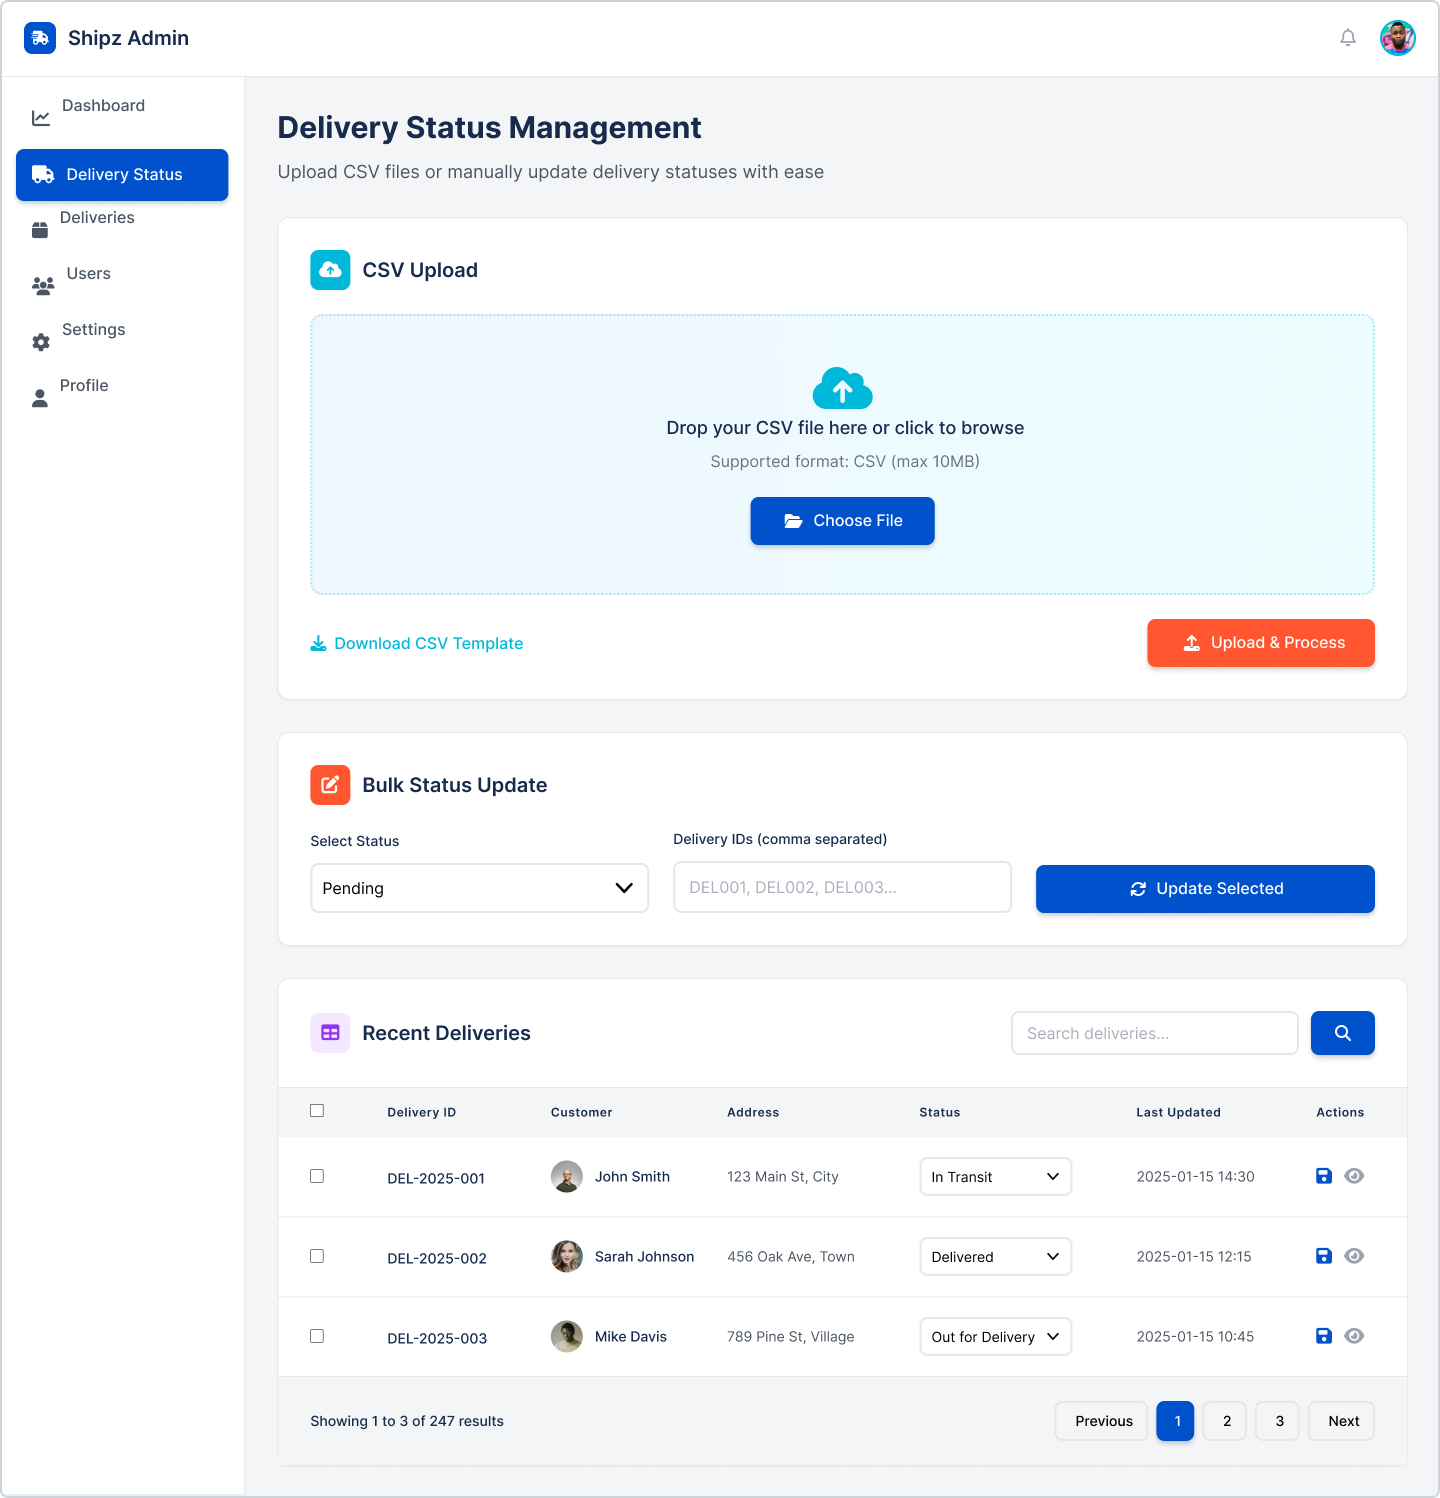 Shipz Admin
Dashboard
Delivery Status
Deliveries
Users
Settings
Profile
Delivery Status Management
Upload CSV files or manually update delivery statuses with ease
CSV Upload
Drop your CSV file here or click to browse
Supported format: CSV (max 10MB)
Choose File
Download CSV Template
Upload & Process
Bulk Status Update
Select Status
Delivery IDs (comma separated)
Pending
DEL001, DEL002, DEL003...
Update Selected
Recent Deliveries
Search deliveries...
Delivery ID Customer Address Status Last Updated Actions
DEL-2025-001 John Smith 123 Main St, City In Transit 2025-01-15 14:30
DEL-2025-002 Sarah Johnson 456 Oak Ave, Town Delivered 2025-01-15 12:15
DEL-2025-003 Mike Davis 789 Pine St, Village Out for Delivery 2025-01-15 10:45
Showing 1 to 3 of 247 results
Previous 1 2 3 Next